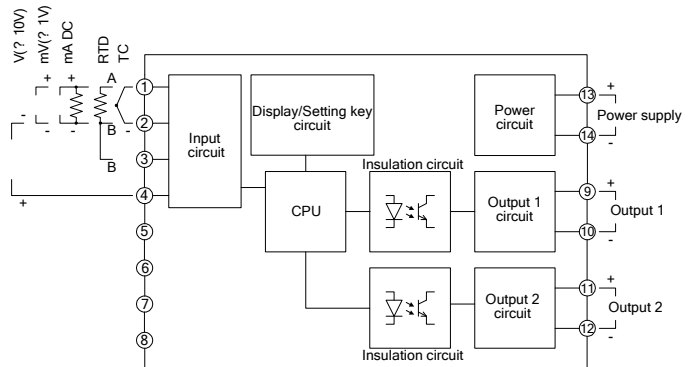 V(? 10V)
mV(? 1V)
mA DC
RTD
TC
+ + A 1
- - - B - 2
B 3
+ 4
5
6
7
8
Input
circuit
Display/Setting key
circuit
CPU
Power
circuit
13 +
Power supply
14 -
Insulation circuit
Output 1
circuit
9 +
Output 1
10 -
Output 2
circuit
11 +
Output 2
12 -
Insulation circuit